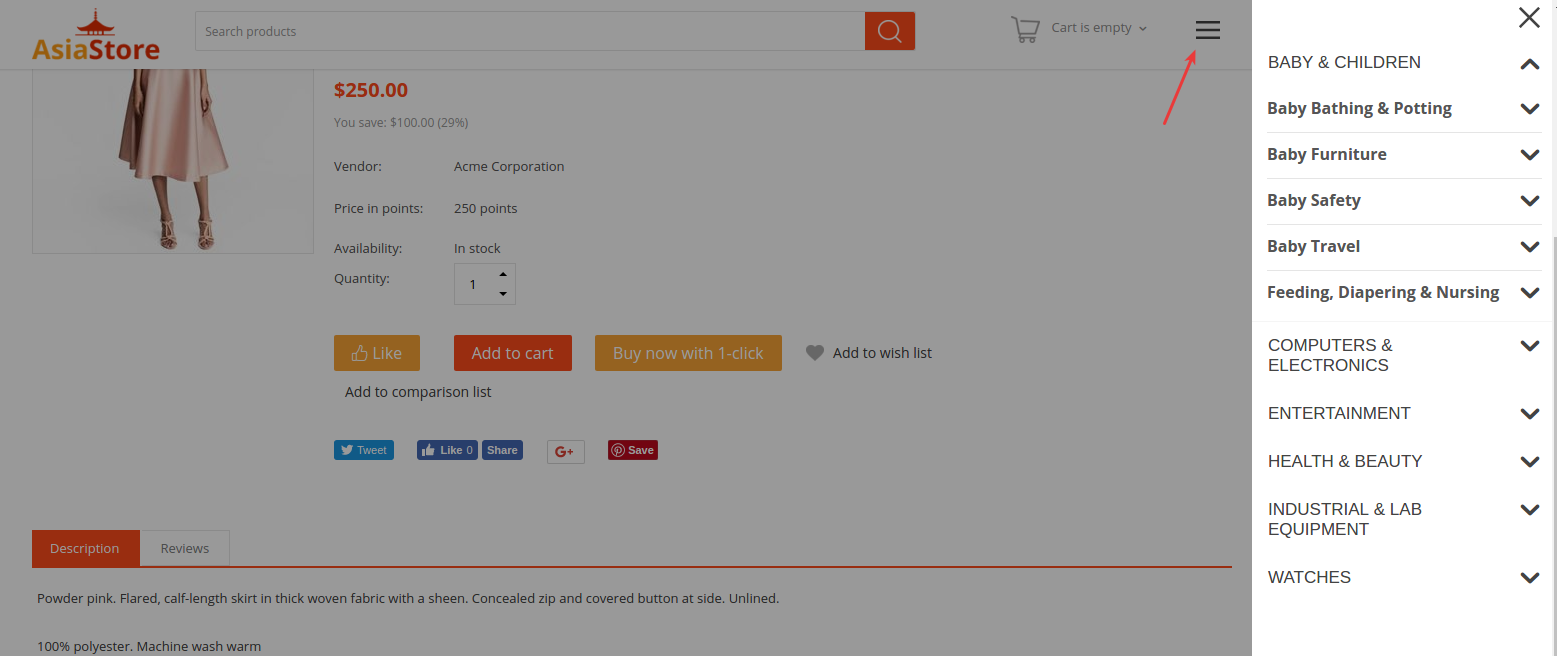 AsiaStore
Search products
Cart is empty
$250.00
You save: $100.00 (29%)
Vendor: Acme Corporation
Price in points: 250 points
Availability: In stock
Quantity: 1
Like
Add to cart
Buy now with 1-click
Add to wish list
Add to comparison list
Tweet
Like 0
Share
G+
Save
Description
Reviews
Powder pink. Flared, calf-length skirt in thick woven fabric with a sheen. Concealed zip and covered button at side. Unlined.
100% polyester. Machine wash warm
BABY & CHILDREN
Baby Bathing & Potting
Baby Furniture
Baby Safety
Baby Travel
Feeding, Diapering & Nursing
COMPUTERS &
ELECTRONICS
ENTERTAINMENT
HEALTH & BEAUTY
INDUSTRIAL & LAB
EQUIPMENT
WATCHES